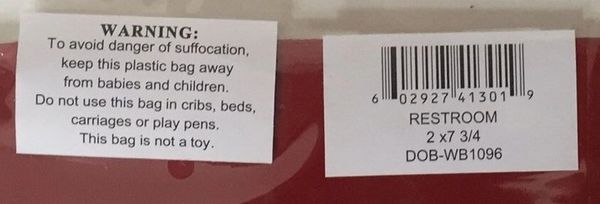 WARNING:
To avoid danger of suffocation,
keep this plastic bag away
from babies and children.
Do not use this bag in cribs, beds,
carriages or play pens.
This bag is not a toy.
6 02927 41301 9
RESTROOM
2 x7 3/4
DOB-WB1096